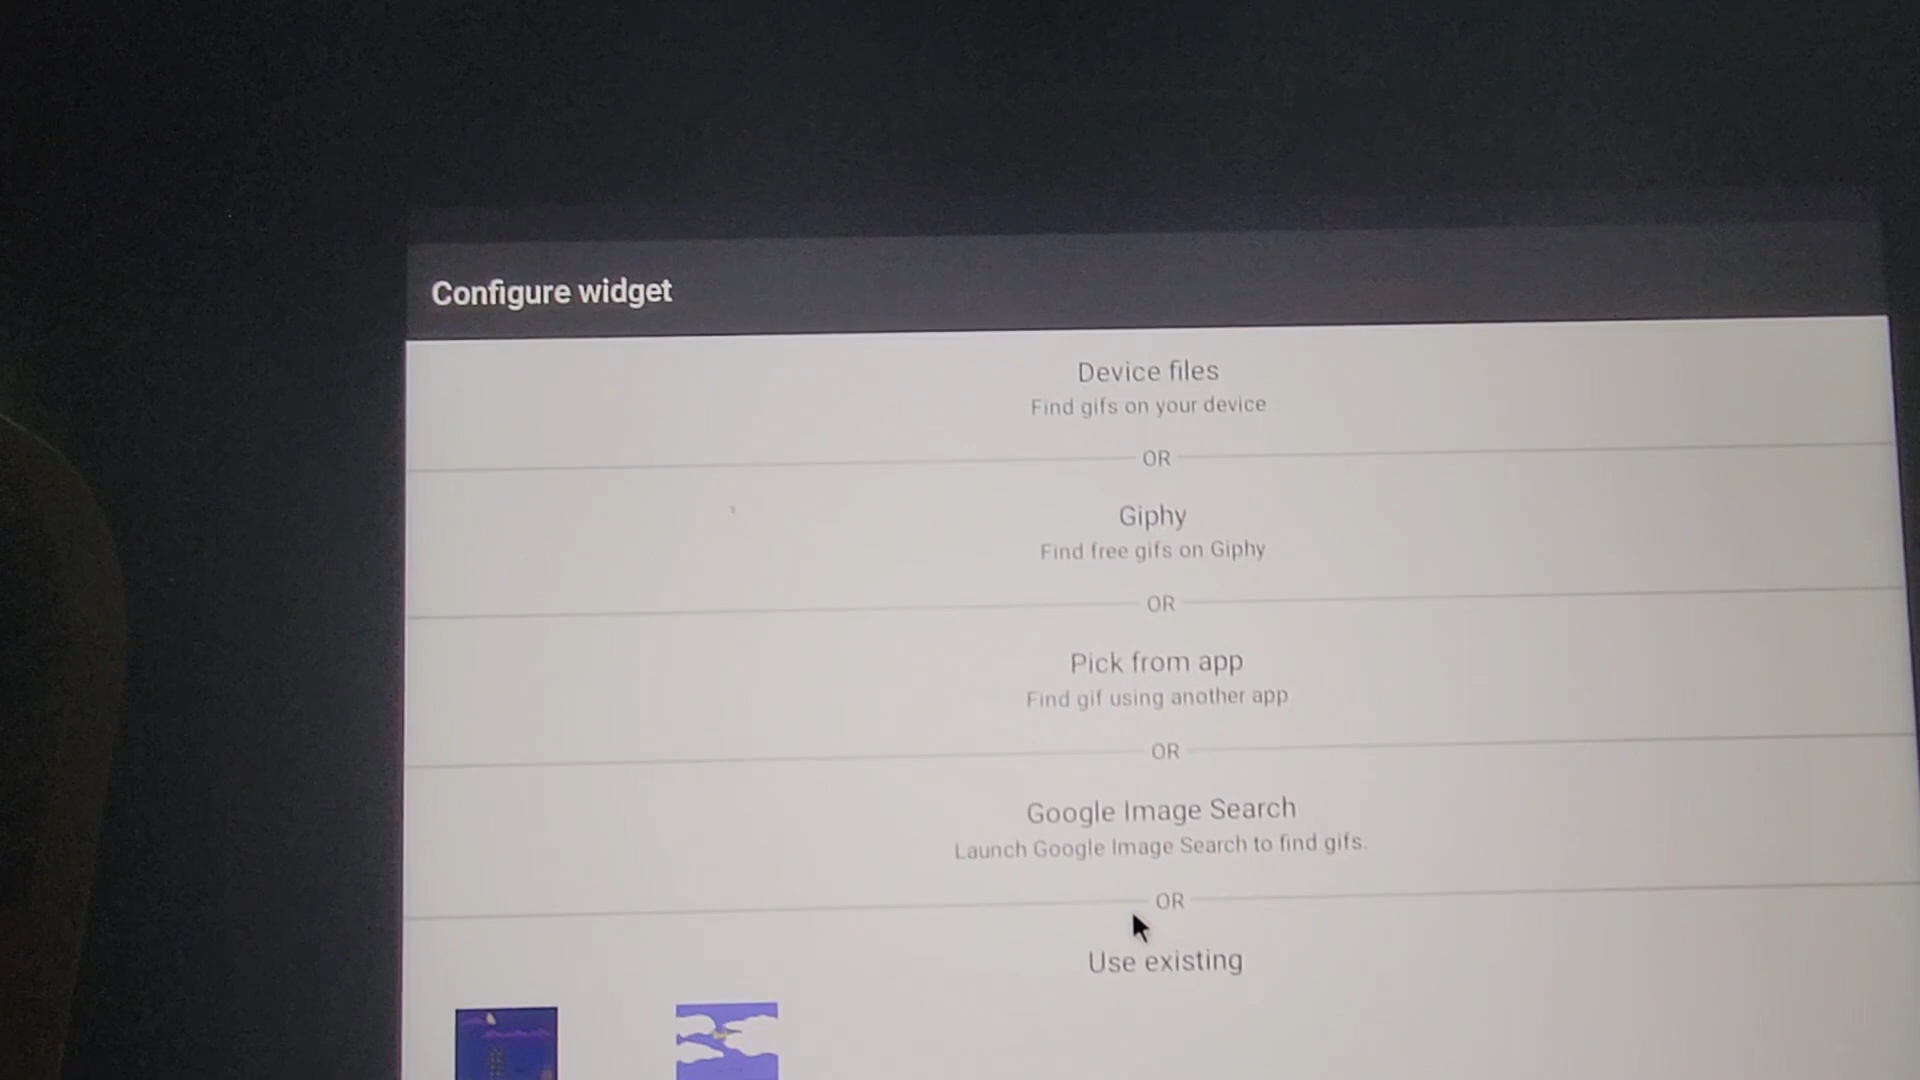 Configure widget
Device files
Find gifs on your device
OR
Giphy
Find free gifs on Giphy
OR
Pick from app
Find gif using another app
OR
Google Image Search
Launch Google Image Search to find gifs.
OR
Use existing